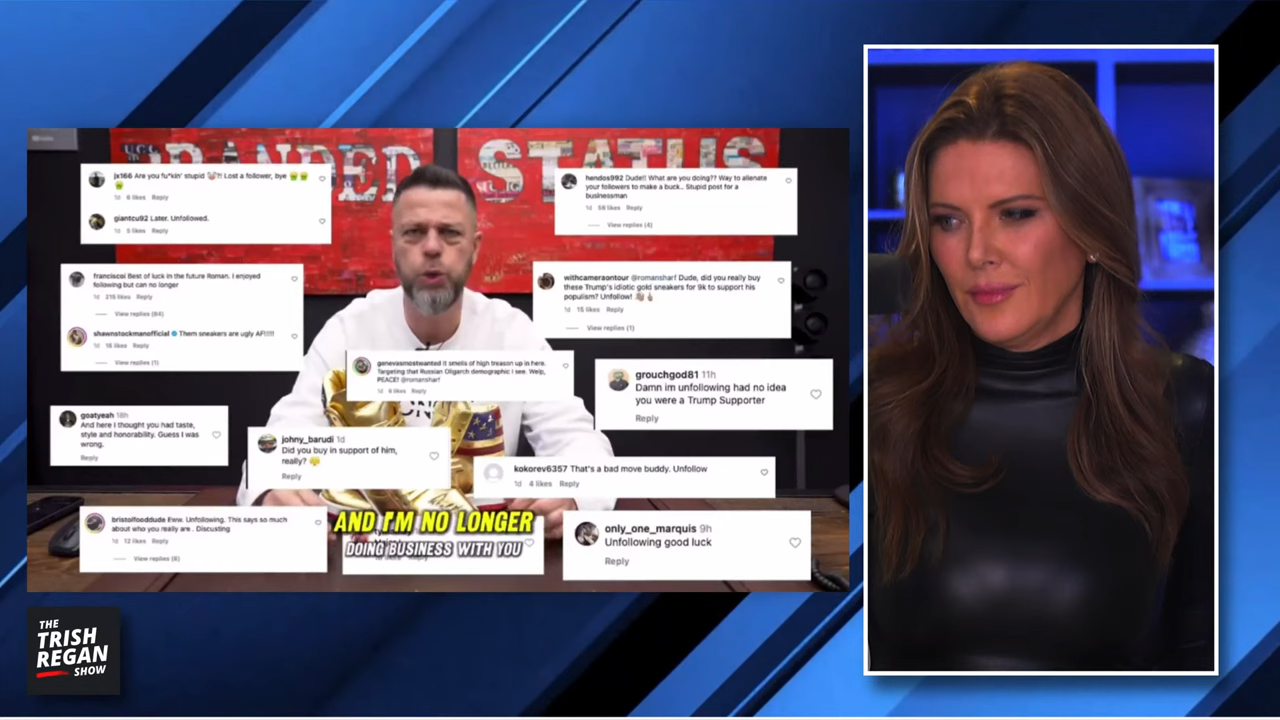 BRANDED STATUS
jx166 Are you fu*kin' stupid 🤡?! Lost a follower, bye 🤮🤮
🤮
1d 6 likes Reply
giantcu92 Later. Unfollowed.
1d 5 likes Reply
hendos992 Dude!! What are you doing?? Way to alienate
your followers to make a buck.. Stupid post for a
businessman
1d 59 likes Reply
View replies (4)
franciscoi Best of luck in the future Roman. I enjoyed
following but can no longer
1d 215 likes Reply
View replies (84)
shawnstockmanofficial Them sneakers are ugly AF!!!!!
1d 16 likes Reply
View replies (1)
withcameraontour @romansharf Dude, did you really buy
these Trump's idiotic gold sneakers for 9k to support his
populism? Unfollow!
1d 15 likes Reply
View replies (1)
genevasmostwanted It smells of high treason up in here.
Targeting that Russian Oligarch demographic I see. Welp,
PEACE! @romansharf
1d 6 likes Reply
grouchgod81 11h
Damn im unfollowing had no idea
you were a Trump Supporter
Reply
goatyeah 18h
And here I thought you had taste,
style and honorability. Guess I was
wrong.
Reply
johny_barudi 1d
Did you buy in support of him,
really?
Reply
kokorev6357 That's a bad move buddy. Unfollow
1d 4 likes Reply
bristolfooddude Eww. Unfollowing. This says so much
about who you really are . Discusting
1d 12 likes Reply
View replies (6)
AND I'M NO LONGER
DOING BUSINESS WITH YOU
Reply
only_one_marquis 9h
Unfollowing good luck
Reply
THE
TRISH
REGAN
SHOW